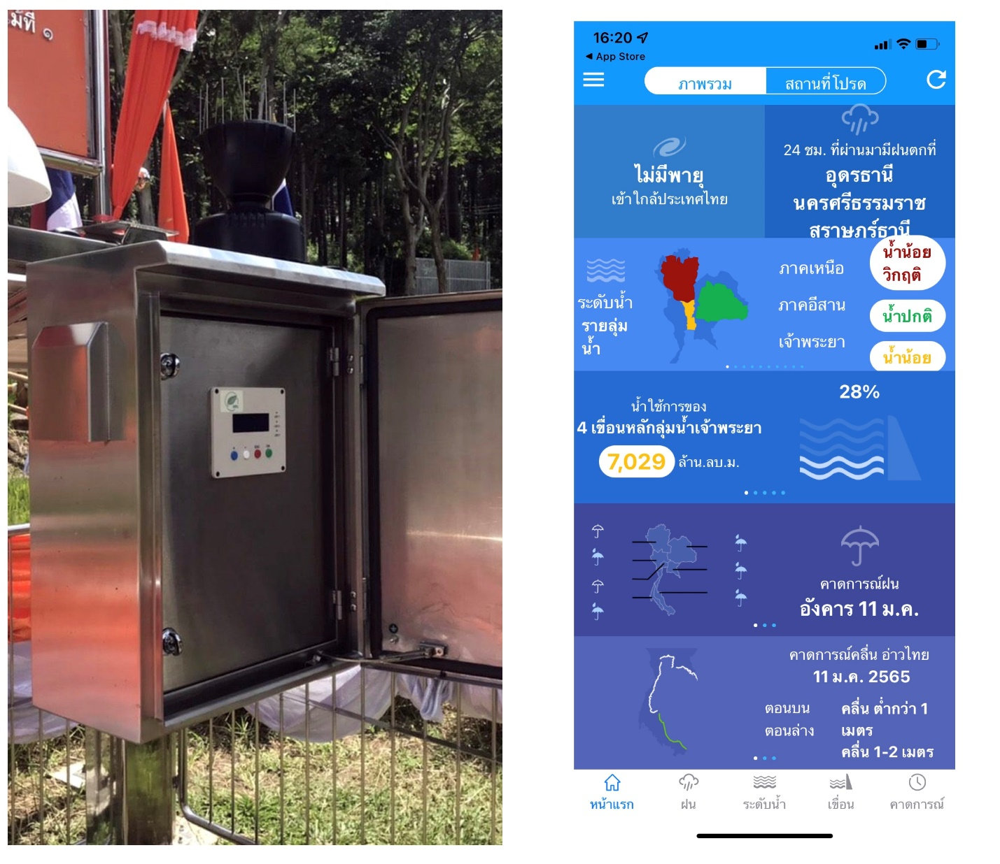 มัที่ ๑
16:20
App Store
ภาพรวม
สถานที่โปรด
ไม่มีพายุ
เข้าใกล้ประเทศไทย
24 ชม. ที่ผ่านมามีฝนตกที่
อุดรธานี
นครศรีธรรมราช
สุราษฎร์ธานี
ระดับน้ำ
รายลุ่ม
น้ำ
ภาคเหนือ
น้ำน้อย
วิกฤติ
ภาคอีสาน
น้ำปกติ
เจ้าพระยา
น้ำน้อย
น้ำใช้การของ
4 เขื่อนหลักลุ่มน้ำเจ้าพระยา
7,029 ล้าน.ลบ.ม.
28%
คาดการณ์ฝน
อังคาร 11 ม.ค.
คาดการณ์คลื่น อ่าวไทย
11 ม.ค. 2565
ตอนบน
คลื่น ต่ำกว่า 1
เมตร
ตอนล่าง
คลื่น 1-2 เมตร
หน้าแรก
ฝน
ระดับน้ำ
เขื่อน
คาดการณ์